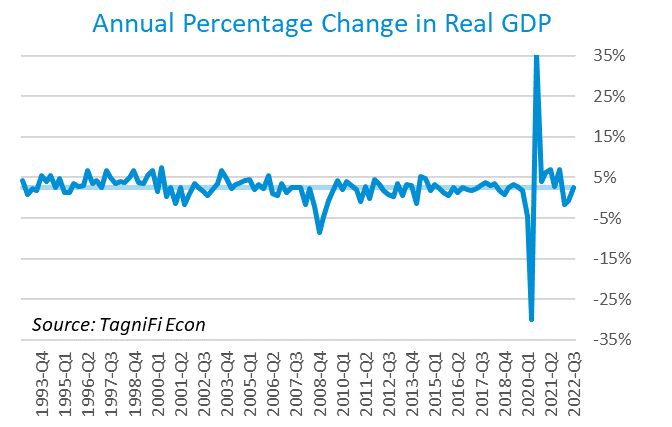 Annual Percentage Change in Real GDP
35%
25%
15%
5%
-5%
-15%
-25%
-35%
Source: TagniFi Econ
1993-Q4
1995-Q1
1996-Q2
1997-Q3
1998-Q4
2000-Q1
2001-Q2
2002-Q3
2003-Q4
2005-Q1
2006-Q2
2007-Q3
2008-Q4
2010-Q1
2011-Q2
2012-Q3
2013-Q4
2015-Q1
2016-Q2
2017-Q3
2018-Q4
2020-Q1
2021-Q2
2022-Q3